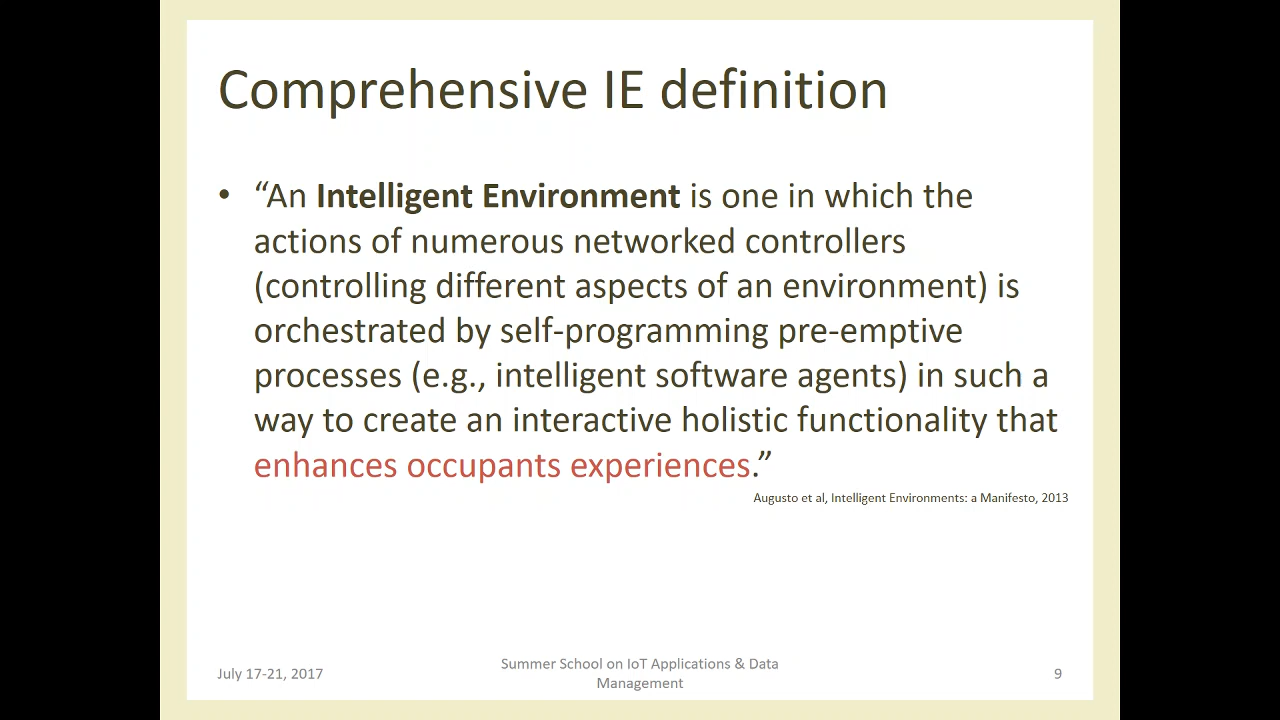 Comprehensive IE definition
• “An Intelligent Environment is one in which the
actions of numerous networked controllers
(controlling different aspects of an environment) is
orchestrated by self-programming pre-emptive
processes (e.g., intelligent software agents) in such a
way to create an interactive holistic functionality that
enhances occupants experiences.”
Augusto et al, Intelligent Environments: a Manifesto, 2013
July 17-21, 2017
Summer School on IoT Applications & Data
Management
9